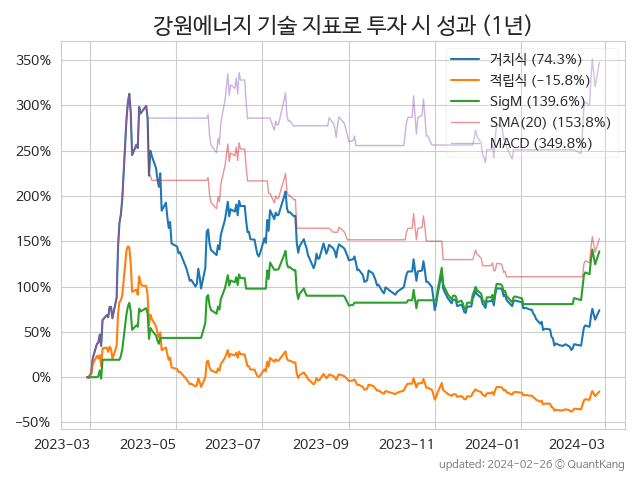 강원에너지 기술 지표로 투자 시 성과 (1년)
350%
300%
250%
200%
150%
100%
50%
0%
−50%
거치식 (74.3%)
적립식 (−15.8%)
SigM (139.6%)
SMA(20) (153.8%)
MACD (349.8%)
2023-03
2023-05
2023-07
2023-09
2023-11
2024-01
2024-03
updated: 2024-02-26 © QuantKang